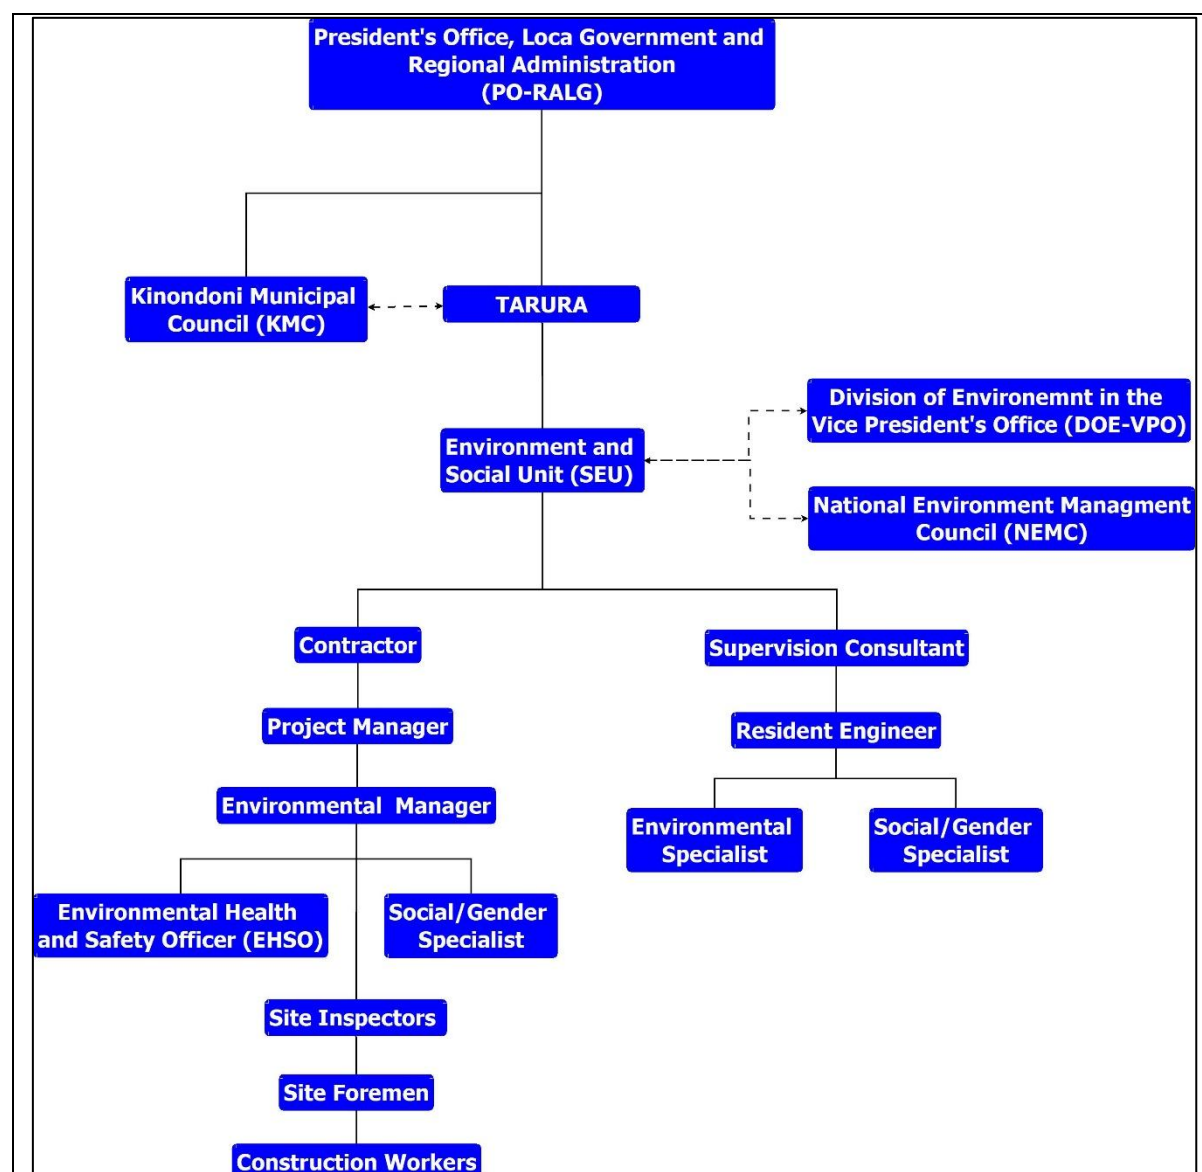 President's Office, Loca Government and
Regional Administration
(PO-RALG)
Kinondoni Municipal
Council (KMC)
TARURA
Division of Environemnt in the
Vice President's Office (DOE-VPO)
Environment and
Social Unit (SEU)
National Environment Managment
Council (NEMC)
Contractor
Supervision Consultant
Project Manager
Resident Engineer
Environmental Manager
Environmental
Specialist
Social/Gender
Specialist
Environmental Health
and Safety Officer (EHSO)
Social/Gender
Specialist
Site Inspectors
Site Foremen
Construction Workers